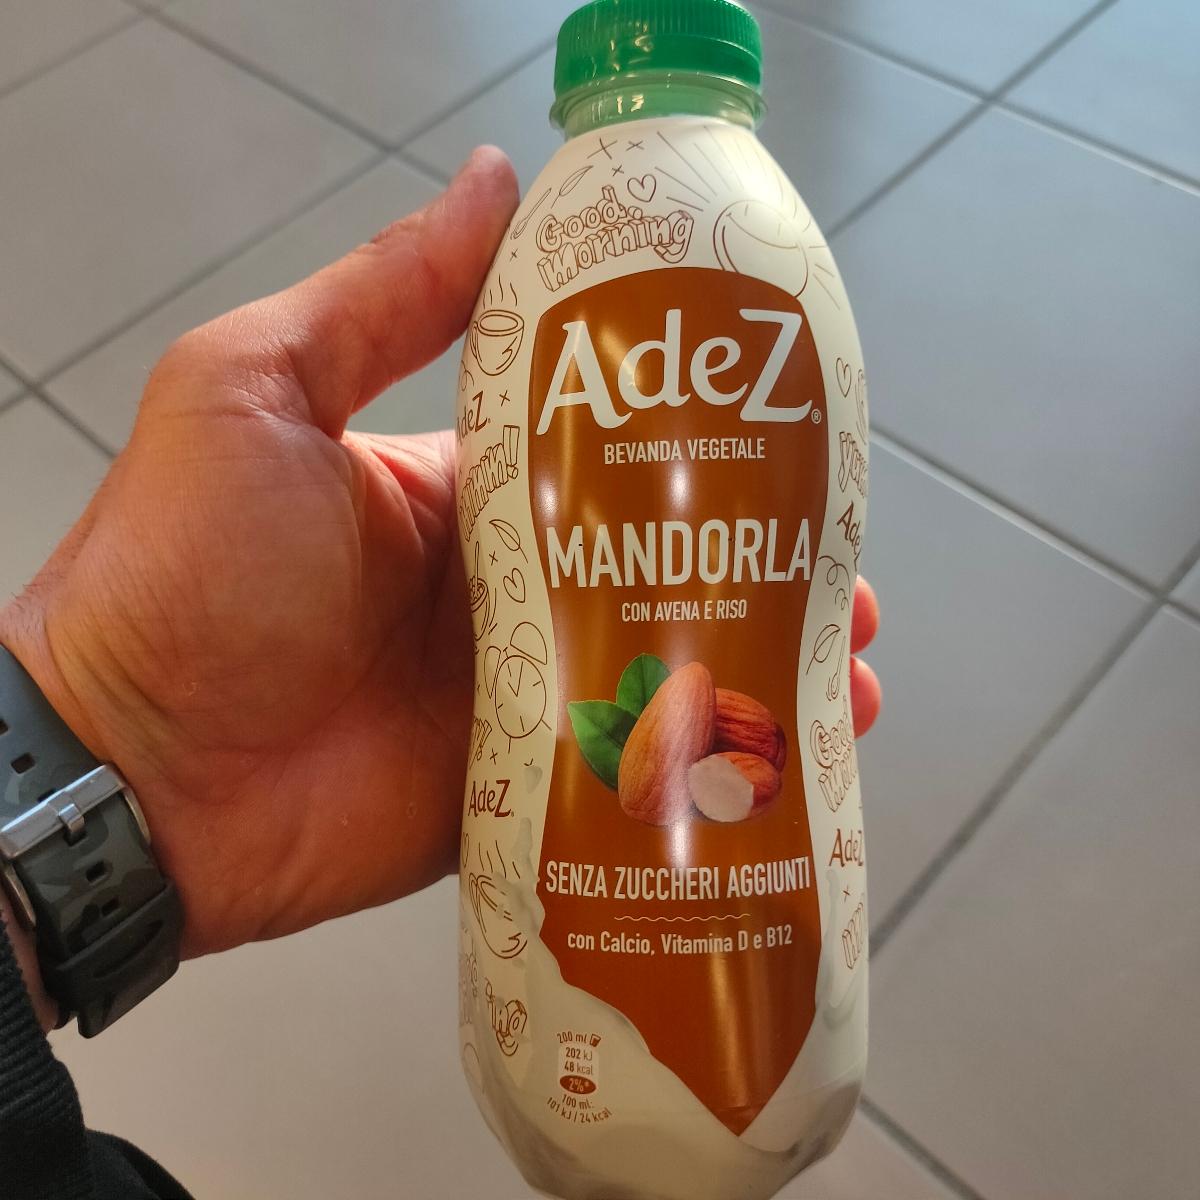 Good
Morning
AdeZ®
BEVANDA VEGETALE
MANDORLA
CON AVENA E RISO
SENZA ZUCCHERI AGGIUNTI
con Calcio, Vitamina D e B12
AdeZ®
200 ml
202 kJ
48 kcal
2%*
100 ml:
101 kJ / 24 kcal
Good
AdeZ